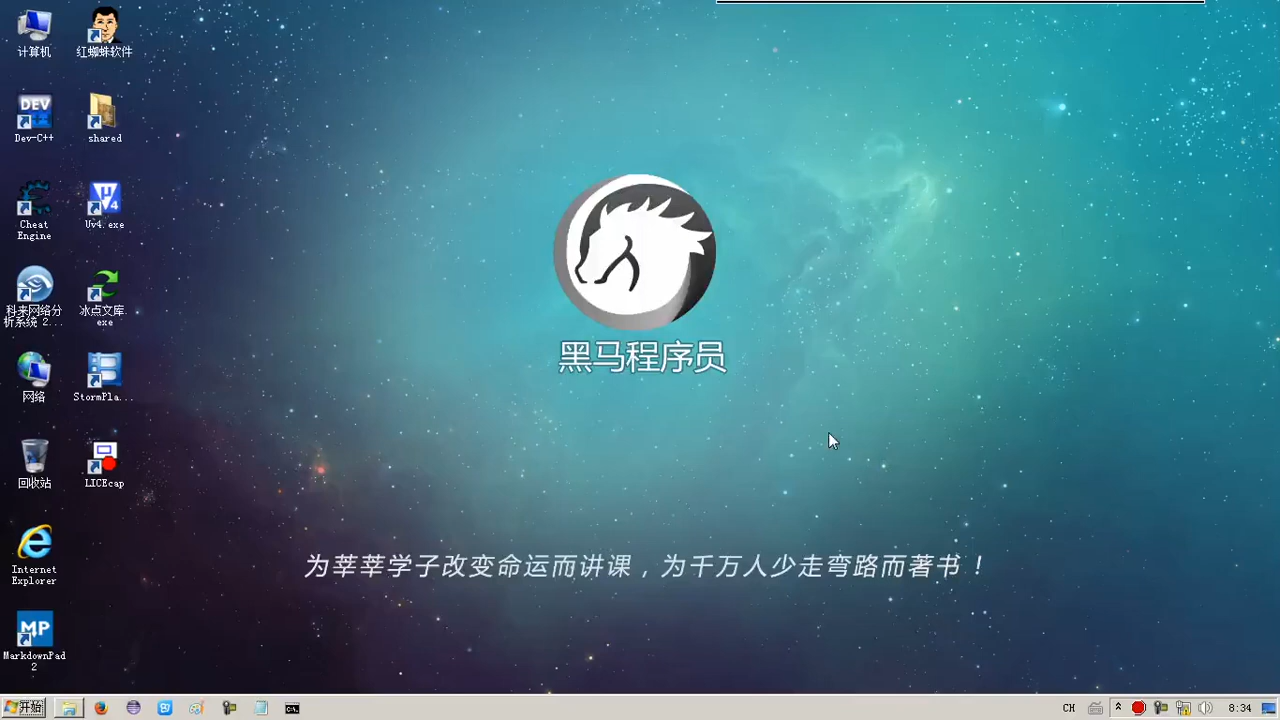 计算机
红蜘蛛软件
DEV
Dev-C++
shared
Cheat
Engine
U
V4
Uv4.exe
科来网络分
析系统 2...
冰点文库.
exe
网络
StormPla...
回收站
LICEcap
Internet
Explorer
MP
MarkdownPad
2
黑马程序员
为莘莘学子改变命运而讲课，为千万人少走弯路而著书！
开始
CH
8:34